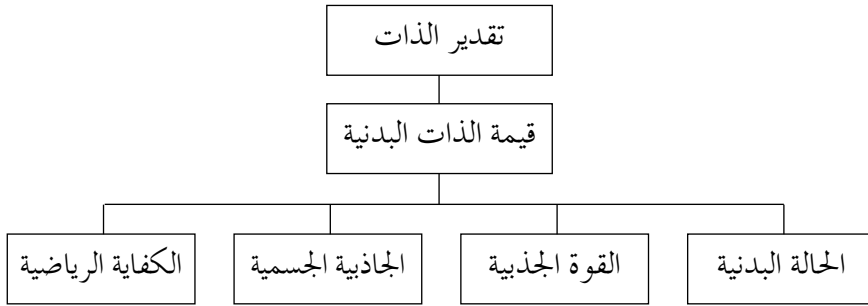 تقدير الذات
قيمة الذات البدنية
الحالة البدنية
القوة الجذبية
الجاذبية الجسمية
الكفاية الرياضية